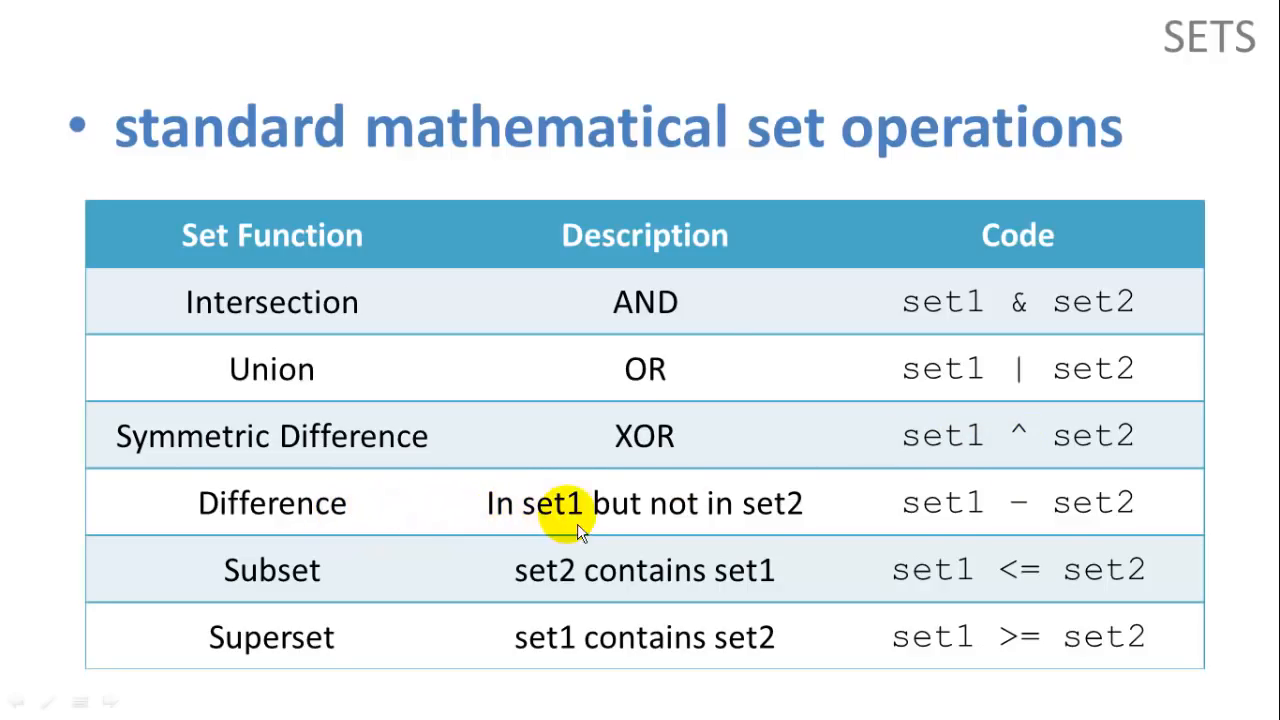 SETS
• standard mathematical set operations
Set Function Description Code
Intersection AND set1 & set2
Union OR set1 | set2
Symmetric Difference XOR set1 ^ set2
Difference In set1 but not in set2 set1 - set2
Subset set2 contains set1 set1 <= set2
Superset set1 contains set2 set1 >= set2